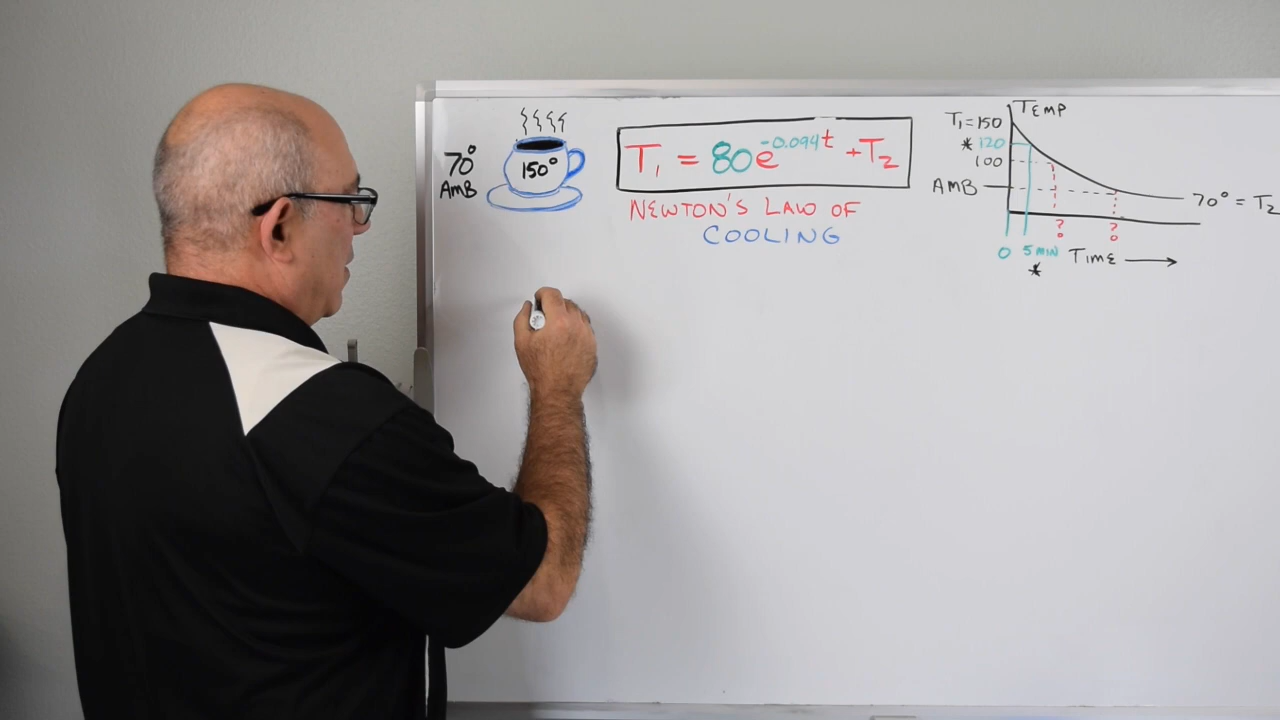 70°
AMB
150°
T₁ = 80e^-0.094t + T₂
NEWTON'S LAW OF
COOLING
TEMP
T₁=150
* 120
100
AMB
70° = T₂
? ?
0 5 MIN TIME →
*